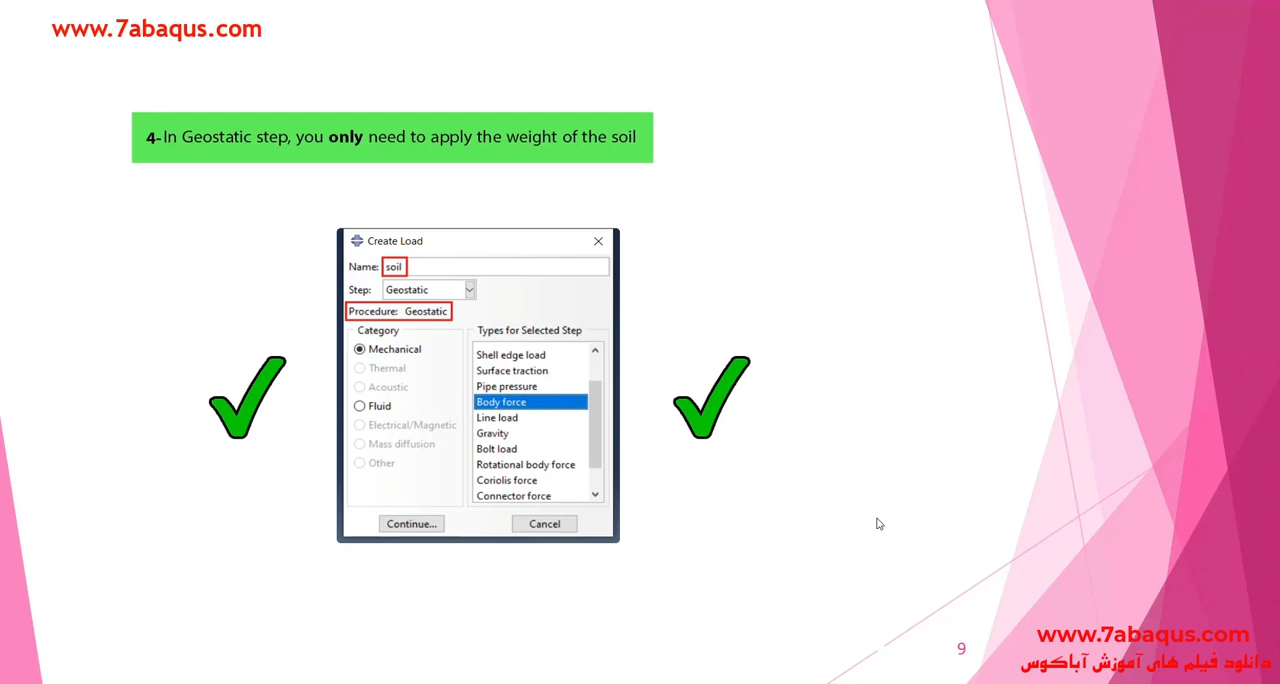 www.7abaqus.com
4-In Geostatic step, you only need to apply the weight of the soil
Create Load
Name: soil
Step: Geostatic
Procedure: Geostatic
Category
Mechanical
Thermal
Acoustic
Fluid
Electrical/Magnetic
Mass diffusion
Other
Types for Selected Step
Shell edge load
Surface traction
Pipe pressure
Body force
Line load
Gravity
Bolt load
Rotational body force
Coriolis force
Connector force
Continue...
Cancel
9
www.7abaqus.com
دانلود فیلم های آموزش آباکوس